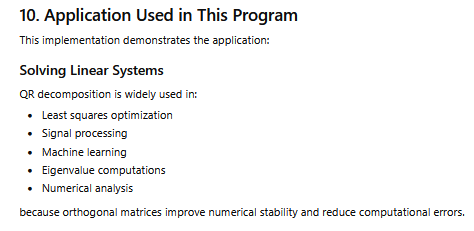 10. Application Used in This Program
This implementation demonstrates the application:
Solving Linear Systems
QR decomposition is widely used in:
• Least squares optimization
• Signal processing
• Machine learning
• Eigenvalue computations
• Numerical analysis
because orthogonal matrices improve numerical stability and reduce computational errors.